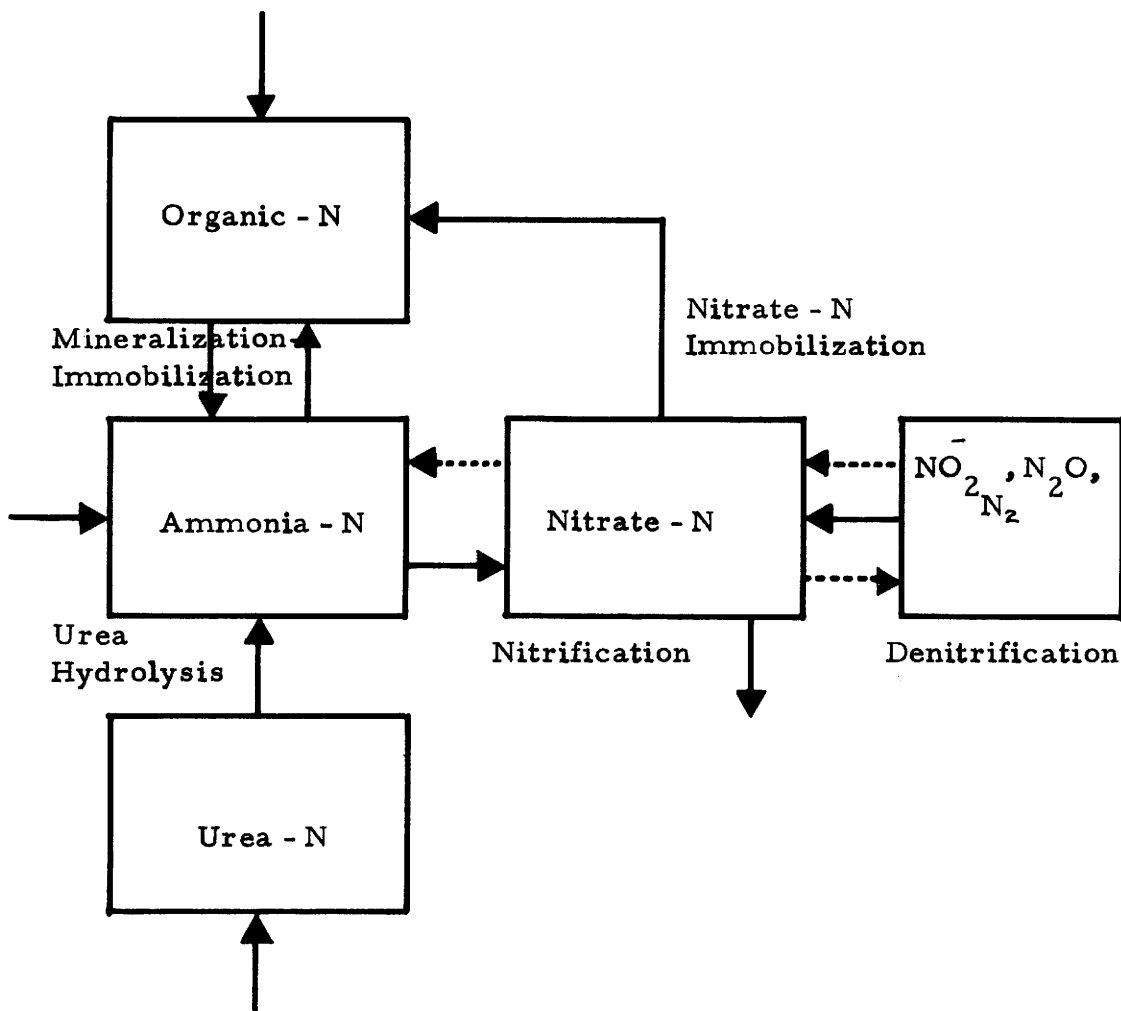 Organic - N
Mineralization-
Immobilization
Nitrate - N
Immobilization
Ammonia - N
Nitrate - N
NO₂⁻, N₂O,
N₂
Urea
Hydrolysis
Nitrification
Denitrification
Urea - N